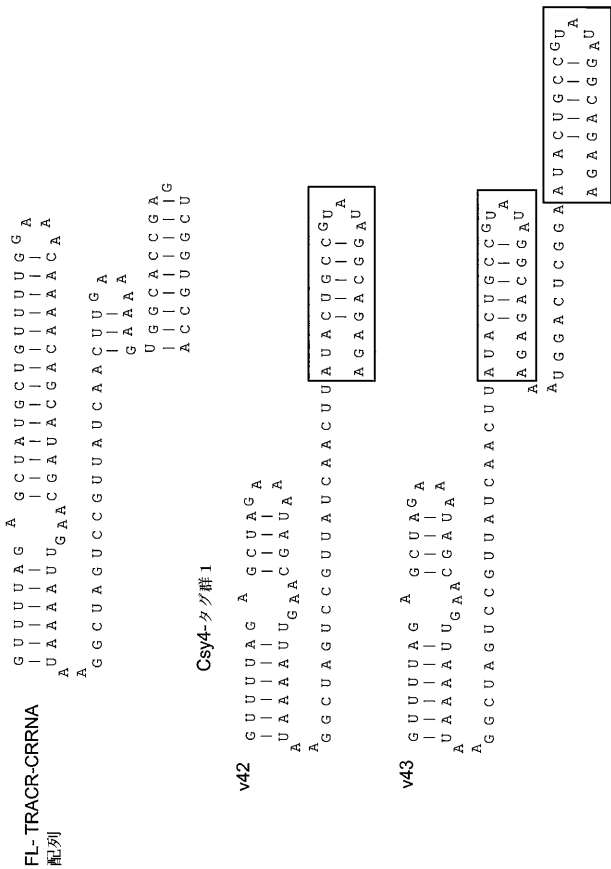 FL- TRACR-CRRNA
配列
G U U U U A G A G C U A U G C U G U U U U G G A A
U A A A A U U G A A C G A U A C G A C A A A A C A A
A A
G G C U A G U C C G U U A U C A A C U U G A
G A A A A
U G G C A C C G A G
A C C G U G G C U
Csy4-タグ群 1
v42
G U U U U A G A G C U A G A A
U A A A A U U G A A C G A U A A
A A
G G C U A G U C C G U U A U C A A C U U A U A C U G C C G U A
A G A G A C G G A U
v43
G U U U U A G A G C U A G A A
U A A A A U U G A A C G A U A A
A A
G G C U A G U C C G U U A U C A A C U U A U A C U G C C G U A
A G A G A C G G A U
A A
U G G A C U C G G A A U A C U G C C G U A
A G A G A C G G A U